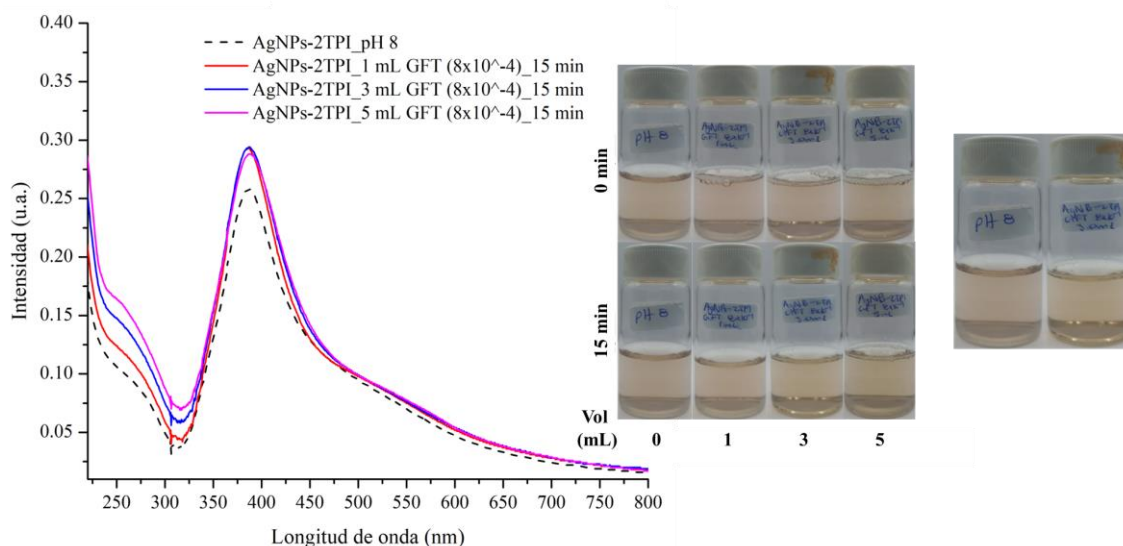 0.40
0.35
0.30
0.25
0.20
0.15
0.10
0.05
Intensidad (u.a.)
AgNPs-2TPI_pH 8
AgNPs-2TPI_1 mL GFT (8x10^-4)_15 min
AgNPs-2TPI_3 mL GFT (8x10^-4)_15 min
AgNPs-2TPI_5 mL GFT (8x10^-4)_15 min
250 300 350 400 450 500 550 600 650 700 750 800
Longitud de onda (nm)
0 min
pH 8
15 min
pH 8
Vol
(mL) 0 1 3 5
pH 8